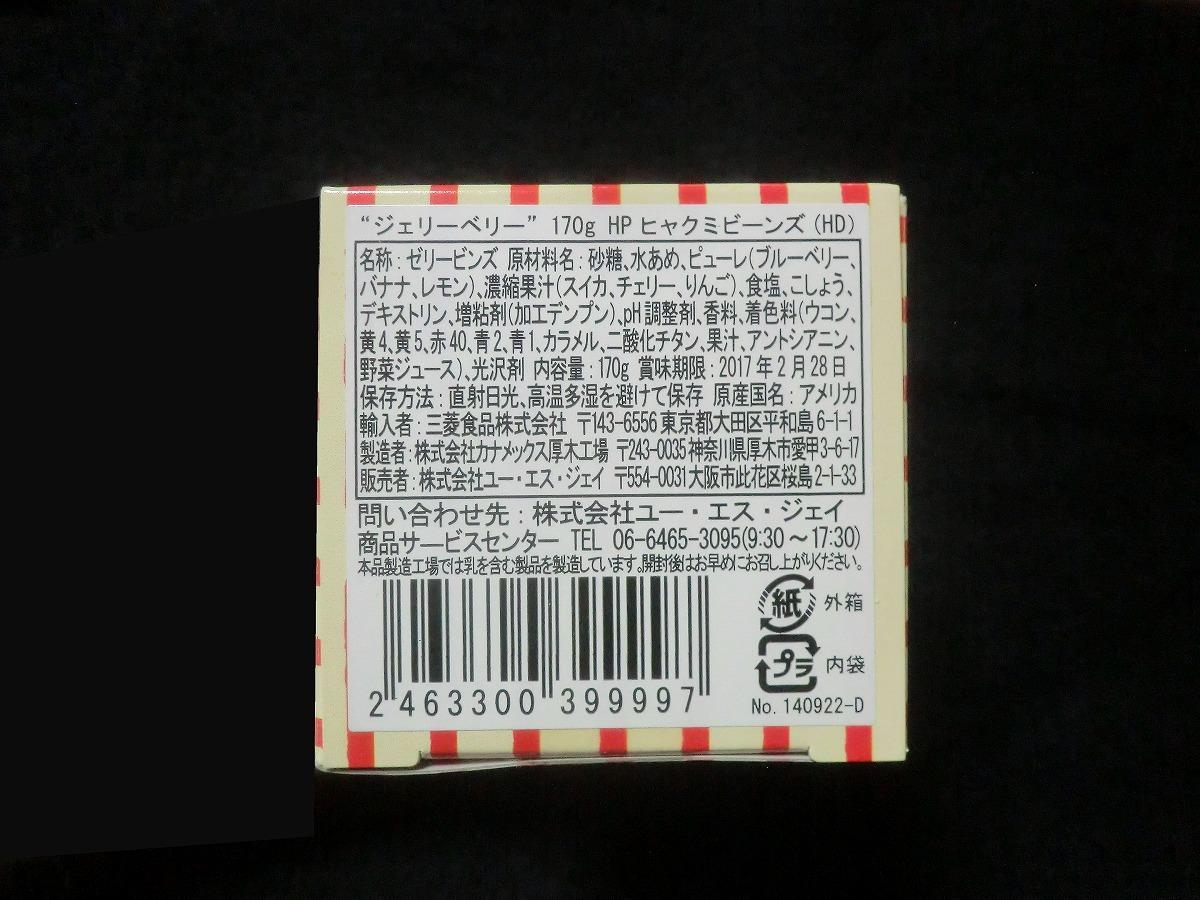 “ジェリーベリー” 170g HP ヒャクミビーンズ (HD)
名称：ゼリービンズ 原材料名：砂糖、水あめ、ピューレ(ブルーベリー、
バナナ、レモン)、濃縮果汁(スイカ、チェリー、りんご)、食塩、こしょう、
デキストリン、増粘剤(加工デンプン)、pH調整剤、香料、着色料(ウコン、
黄4、黄5、赤40、青2、青1、カラメル、二酸化チタン、果汁、アントシアニン、
野菜ジュース)、光沢剤 内容量：170g 賞味期限：2017年2月28日
保存方法：直射日光、高温多湿を避けて保存 原産国名：アメリカ
輸入者：三菱食品株式会社 〒143-6556東京都大田区平和島6-1-1
製造者：株式会社カナメックス厚木工場 〒243-0035神奈川県厚木市愛甲3-6-17
販売者：株式会社ユー・エス・ジェイ 〒554-0031大阪市此花区桜島2-1-33
問い合わせ先：株式会社ユー・エス・ジェイ
商品サービスセンター TEL 06-6465-3095(9:30～17:30)
本品製造工場では乳を含む製品を製造しています。開封後はお早めにお召し上がりください。
紙 外箱
プラ 内袋
2 463300 399997
No. 140922-D